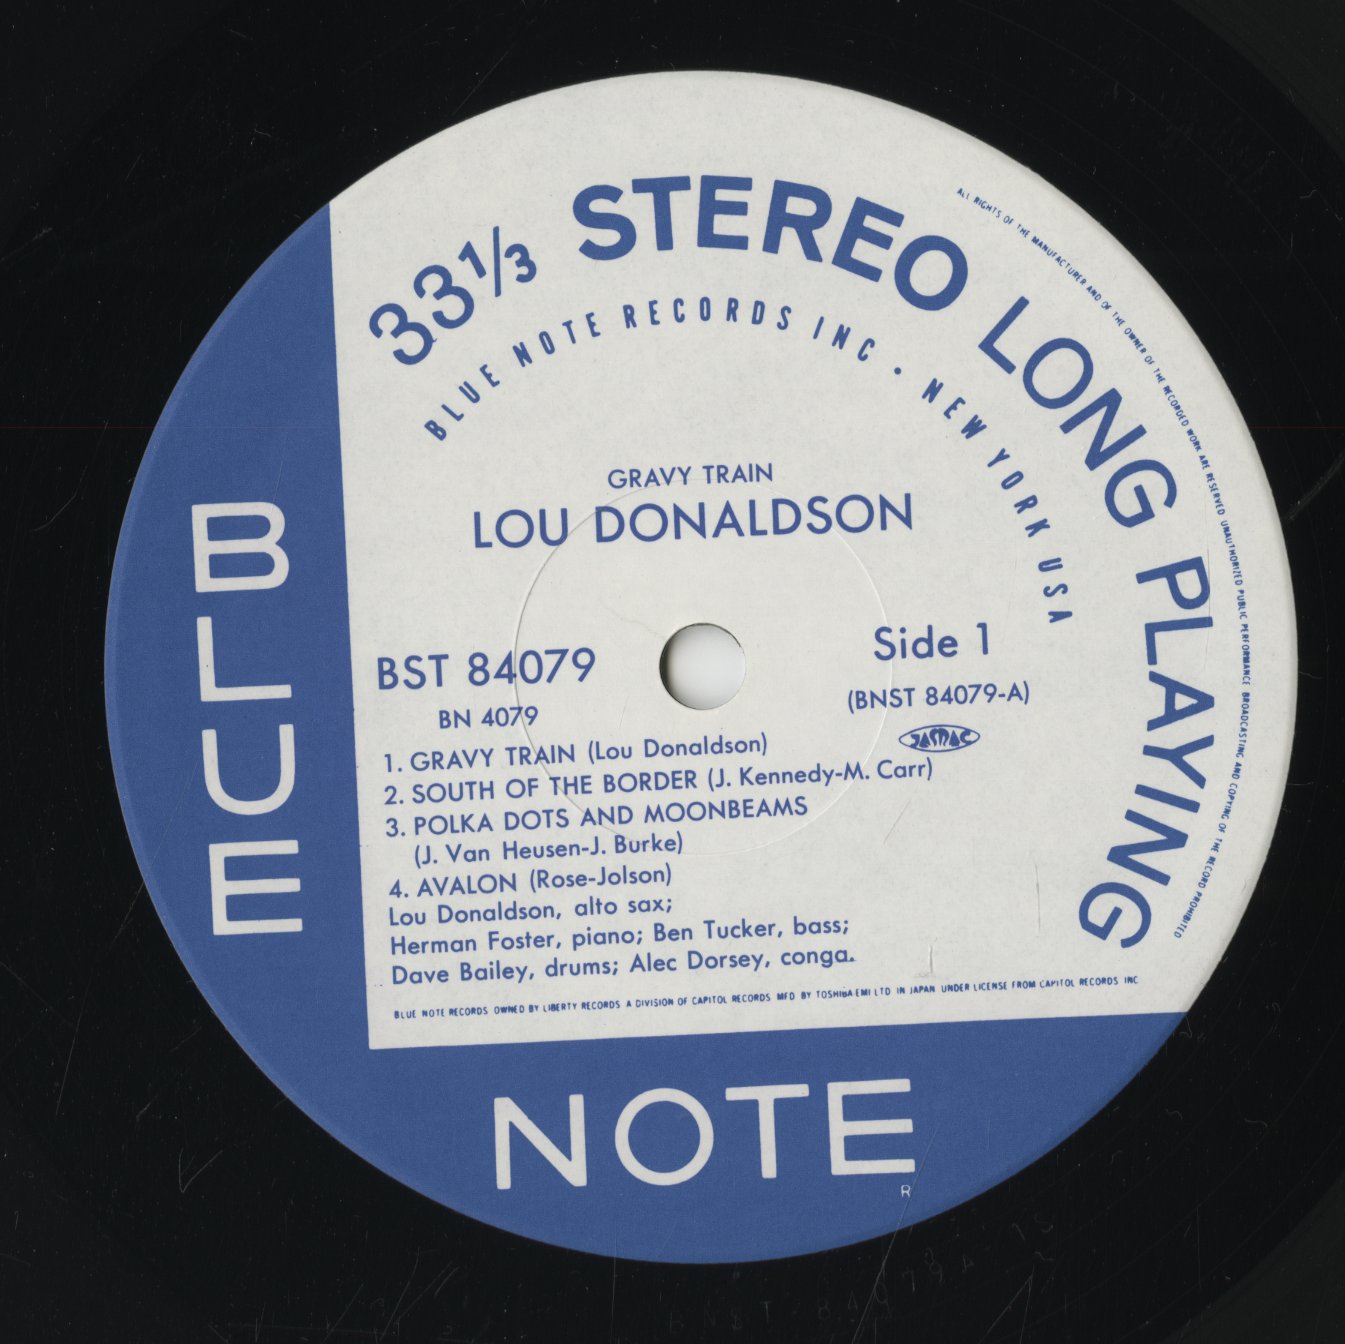 33⅓ STEREO LONG PLAYING
BLUE NOTE RECORDS INC · NEW YORK USA
ALL RIGHTS OF THE MANUFACTURER AND OF THE OWNER OF THE RECORDED WORK ARE RESERVED UNAUTHORIZED PUBLIC PERFORMANCE BROADCASTING AND COPYING OF THE RECORD PROHIBITED
GRAVY TRAIN
LOU DONALDSON
BST 84079
BN 4079
Side 1
(BNST 84079-A)
JAMAC
1. GRAVY TRAIN (Lou Donaldson)
2. SOUTH OF THE BORDER (J. Kennedy-M. Carr)
3. POLKA DOTS AND MOONBEAMS
(J. Van Heusen-J. Burke)
4. AVALON (Rose-Jolson)
Lou Donaldson, alto sax;
Herman Foster, piano; Ben Tucker, bass;
Dave Bailey, drums; Alec Dorsey, conga.
BLUE NOTE RECORDS OWNED BY LIBERTY RECORDS A DIVISION OF CAPITOL RECORDS MFD BY TOSHIBA EMI LTD IN JAPAN UNDER LICENSE FROM CAPITOL RECORDS INC
BLUE
NOTE
R